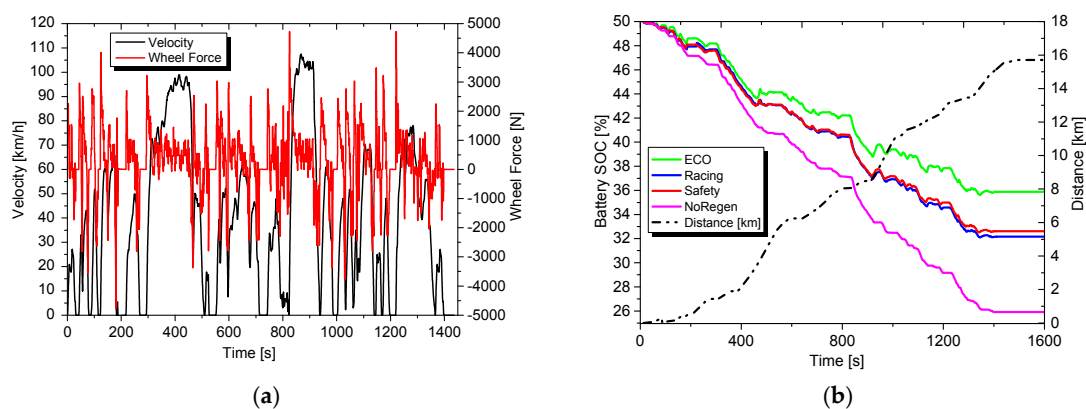 120
110
100
90
80
70
60
50
40
30
20
10
0
Velocity [km/h]
Velocity
Wheel Force
5000
4000
3000
2000
1000
0
-1000
-2000
-3000
-4000
-5000
Wheel Force [N]
0 200 400 600 800 1000 1200 1400
Time [s]
(a)
50
48
46
44
42
40
38
36
34
32
30
28
26
Battery SOC [%]
ECO
Racing
Safety
NoRegen
Distance [km]
18
16
14
12
10
8
6
4
2
0
Distance [km]
0 400 800 1200 1600
Time [s]
(b)